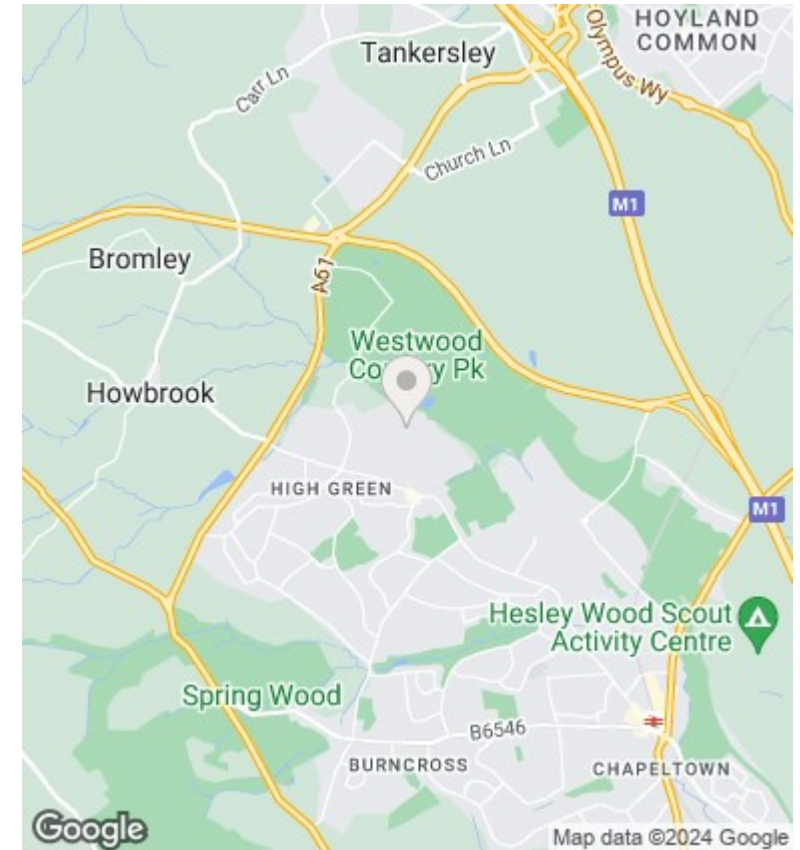 HOYLAND
COMMON
Tankersley
Olympus Wy
Carr Ln
Church Ln
M1
Bromley
A61
Westwood
Country Pk
Howbrook
HIGH GREEN
M1
Hesley Wood Scout
Activity Centre
Spring Wood
B6546
BURNCROSS
CHAPELTOWN
Google
Map data ©2024 Google